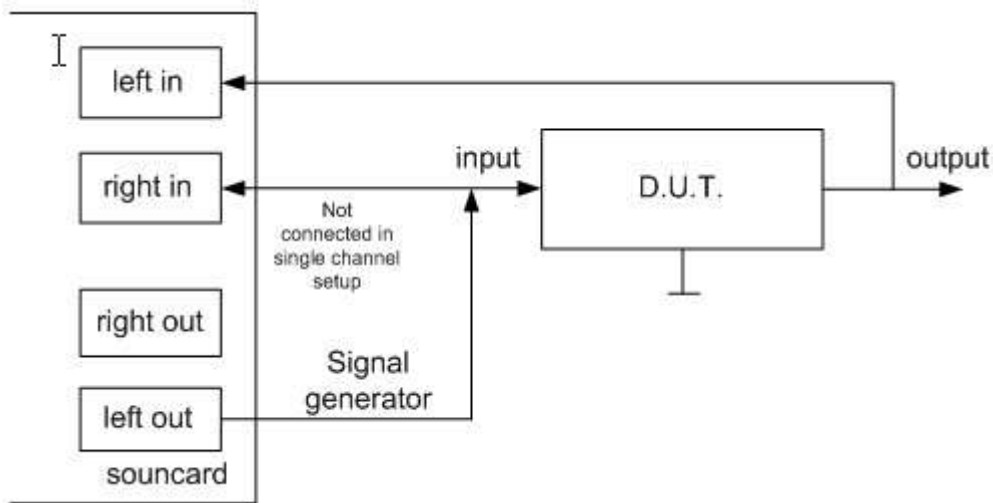 left in
right in
right out
left out
souncard
Not
connected in
single channel
setup
Signal
generator
input
D.U.T.
output